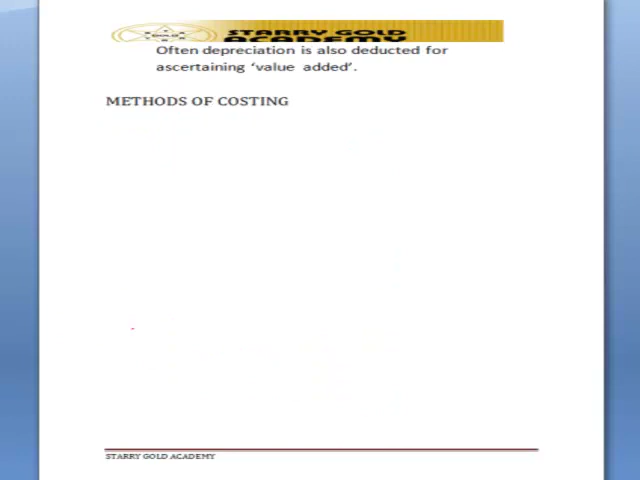 STARRY GOLD
ACADEMY
Often depreciation is also deducted for
ascertaining ‘value added’.
METHODS OF COSTING
STARRY GOLD ACADEMY